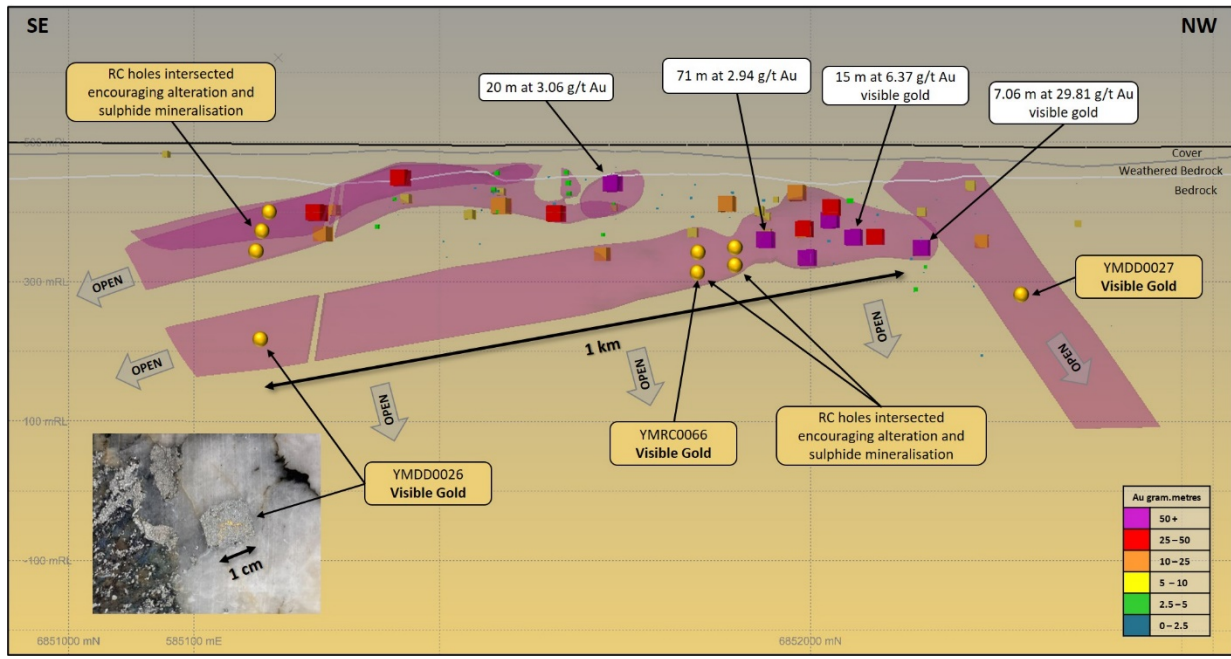 SE
NW
RC holes intersected
encouraging alteration and
sulphide mineralisation
20 m at 3.06 g/t Au
71 m at 2.94 g/t Au
15 m at 6.37 g/t Au
visible gold
7.06 m at 29.81 g/t Au
visible gold
Cover
Weathered Bedrock
Bedrock
300 mRL
100 mRL
-100 mRL
OPEN
OPEN
OPEN
OPEN
OPEN
OPEN
1 km
YMDD0027
Visible Gold
YMRC0066
Visible Gold
RC holes intersected
encouraging alteration and
sulphide mineralisation
YMDD0026
Visible Gold
1 cm
Au gram.metres
50+
25–50
10–25
5 – 10
2.5–5
0–2.5
6851000 mN
585100 mE
6852000 mN